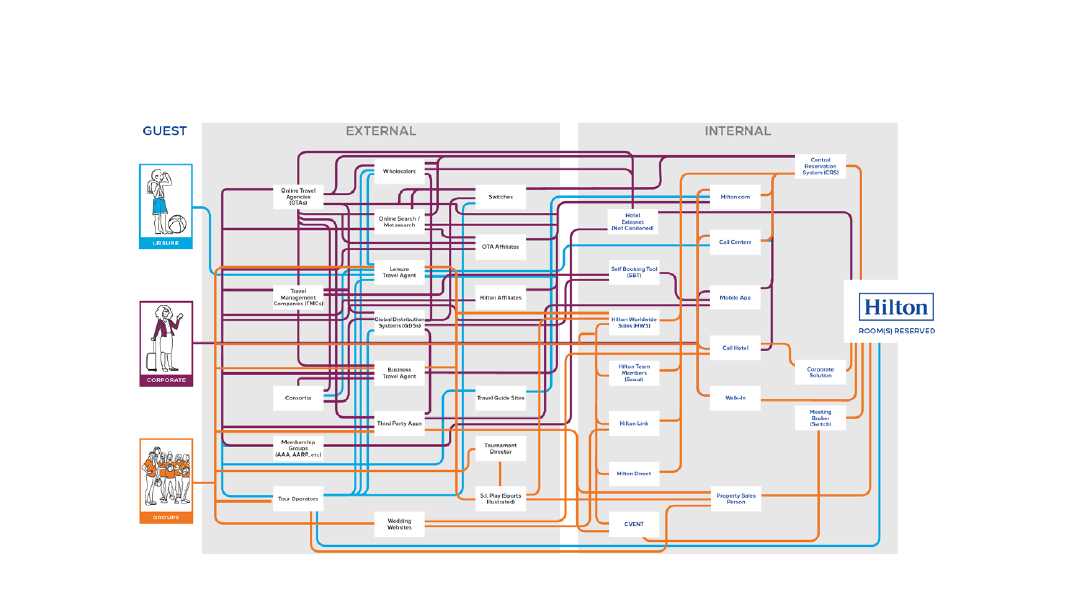 GUEST
EXTERNAL
INTERNAL
LEISURE
CORPORATE
GROUPS
Online Travel
Agencies
(OTAs)
Travel
Management
Companies (TMCs)
Consortia
Membership
Groups
(AAA, AARP, etc)
Tour Operators
Wholesalers
Online Search /
Metasearch
Leisure
Travel Agent
Global Distribution
Systems (GDSs)
Business
Travel Agent
Third Party Apps
Wedding
Websites
Switches
OTA Affiliates
Hilton Affiliates
Travel Guide Sites
Tournament
Director
S.I. Play (Sports
Illustrated)
Hotel
Extranet
(Not Condoned)
Self Booking Tool
(SBT)
Hilton Worldwide
Sales (HWS)
Hilton Team
Members
(Scout)
Hilton Link
Hilton Direct
CVENT
Hilton.com
Call Centers
Mobile App
Call Hotel
Walk-In
Property Sales
Person
Central
Reservation
System (CRS)
Corporate
Solution
Meeting
Broker
(Switch)
Hilton
ROOM(S) RESERVED